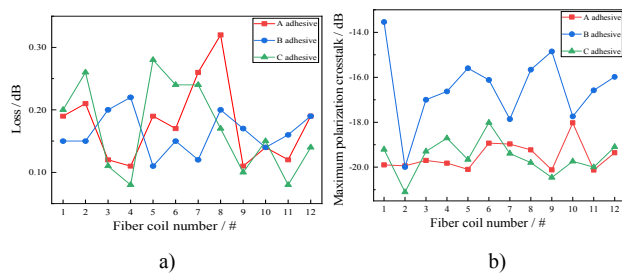 A adhesive
B adhesive
C adhesive
0.30
0.20
0.10
Loss / dB
1 2 3 4 5 6 7 8 9 10 11 12
Fiber coil number / #
a)
A adhesive
B adhesive
C adhesive
-14.0
-16.0
-18.0
-20.0
Maximum polarization crosstalk / dB
1 2 3 4 5 6 7 8 9 10 11 12
Fiber coil number / #
b)